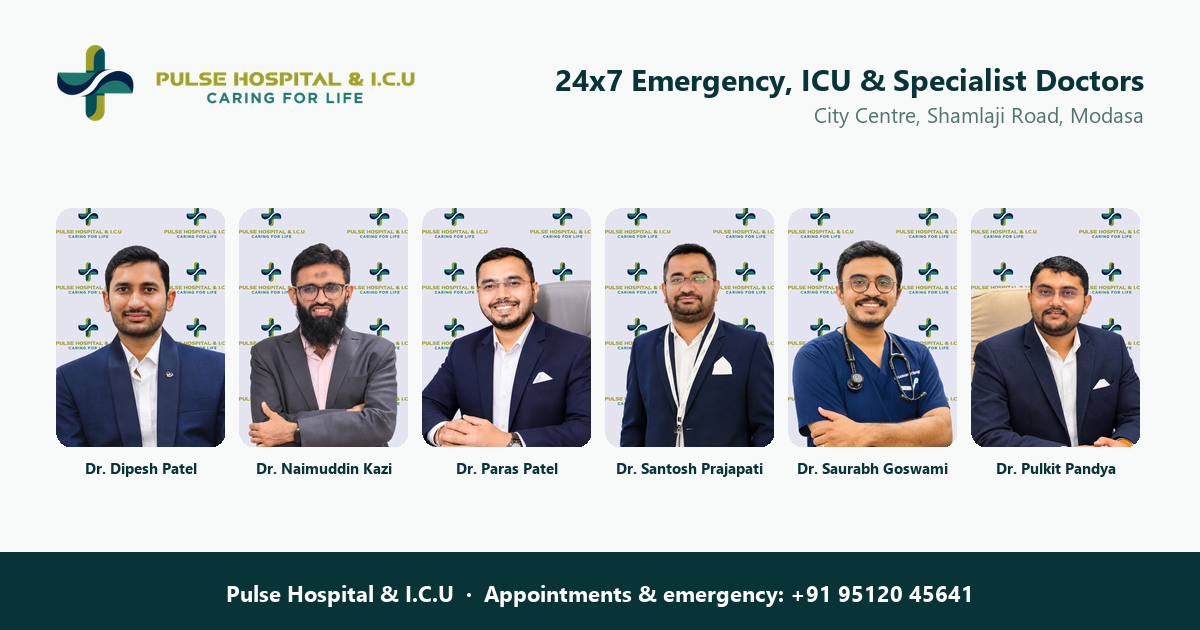 PULSE HOSPITAL & I.C.U
CARING FOR LIFE
24x7 Emergency, ICU & Specialist Doctors
City Centre, Shamlaji Road, Modasa
Dr. Dipesh Patel
Dr. Naimuddin Kazi
Dr. Paras Patel
Dr. Santosh Prajapati
Dr. Saurabh Goswami
Dr. Pulkit Pandya
Pulse Hospital & I.C.U · Appointments & emergency: +91 95120 45641